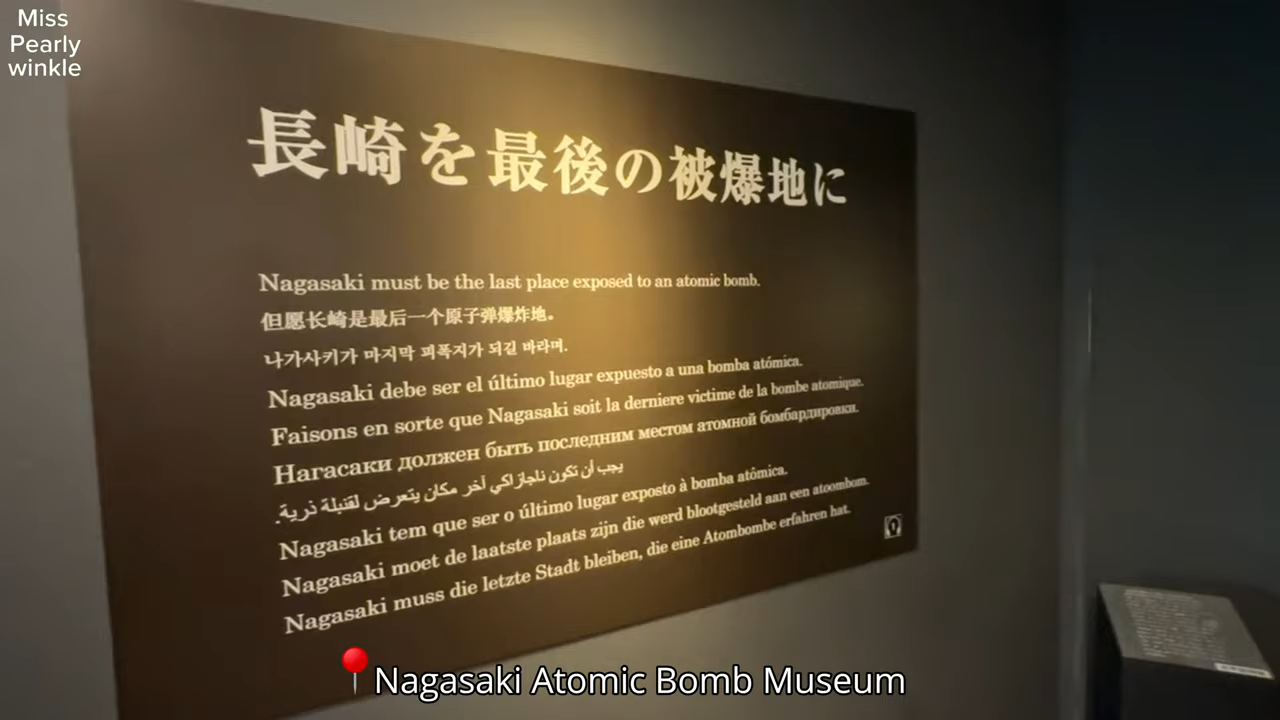 Miss
Pearly
winkle
長崎を最後の被爆地に
Nagasaki must be the last place exposed to an atomic bomb.
但愿长崎是最后一个原子弹爆炸地。
나가사키가 마지막 피폭지가 되길 바라며.
Nagasaki debe ser el último lugar expuesto a una bomba atómica.
Faisons en sorte que Nagasaki soit la derniere victime de la bombe atomique.
Нагасаки должен быть последним местом атомной бомбардировки.
يجب أن تكون ناجازاكي آخر مكان يتعرض لقنبلة ذرية.
Nagasaki tem que ser o último lugar exposto à bomba atômica.
Nagasaki moet de laatste plaats zijn die werd blootgesteld aan een atoombom.
Nagasaki muss die letzte Stadt bleiben, die eine Atombombe erfahren hat.
Nagasaki Atomic Bomb Museum